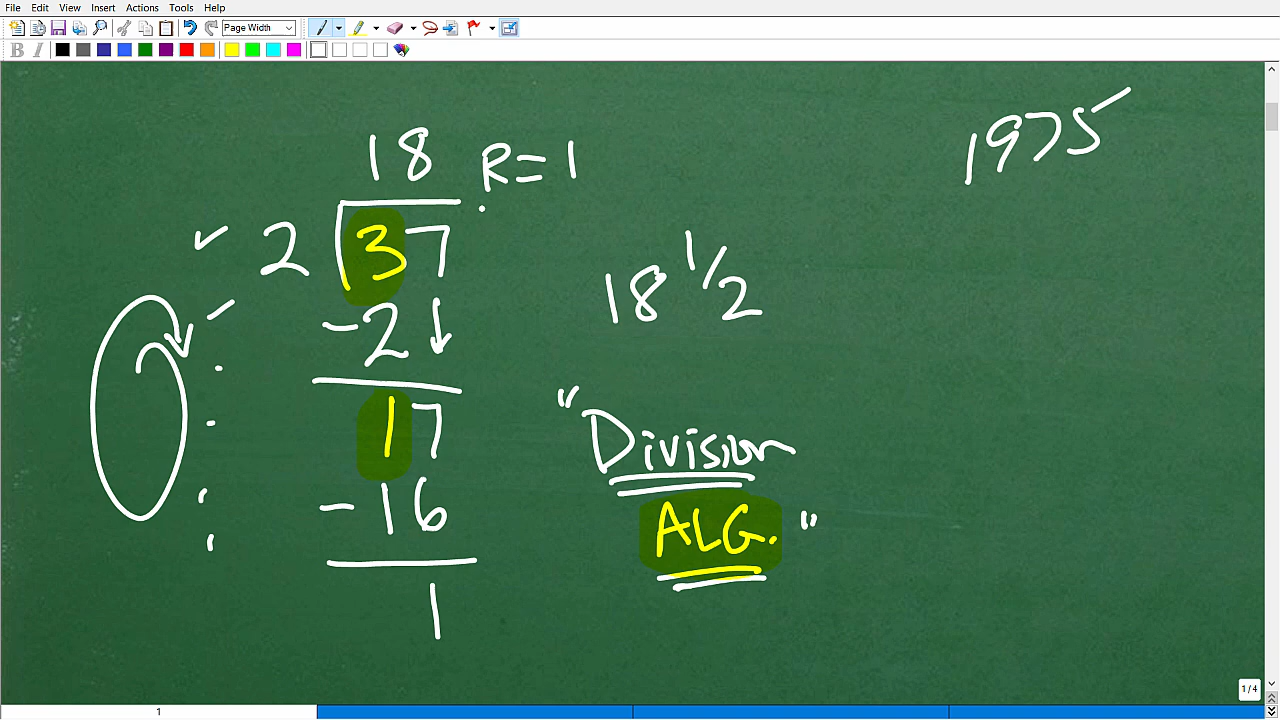 File Edit View Insert Actions Tools Help
Page Width
B I
1975
18 R=1
2 37
-2
17
-16
1
18 1/2
"Division
ALG."
1/4
1